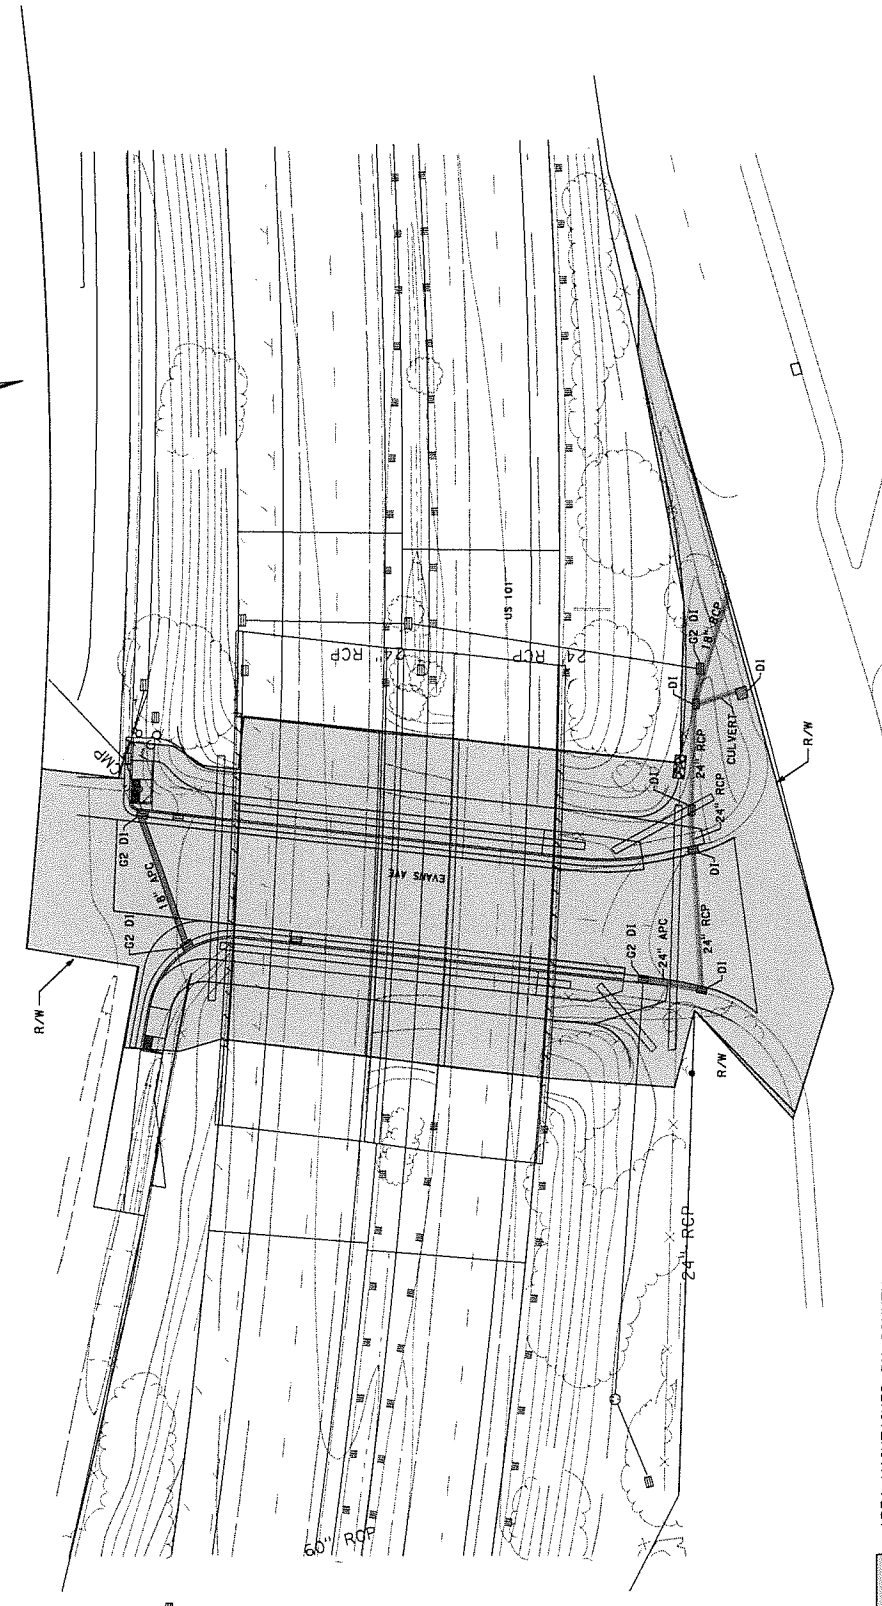 US 101
24" RCP
24" RCP
G2 DI
18" RCP
DI
DI
CULVERT
24" RCP
DI
24" RCP
R/W
DI
24" RCP
CMP
G2 DI
18" APC
G2 DI
EVANS AVE
G2 DI
24" APC
DI
R/W
R/W
24" RCP
60" RCP